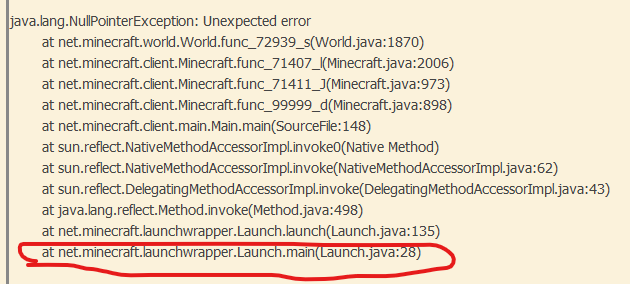 java.lang.NullPointerException: Unexpected error
at net.minecraft.world.World.func_72939_s(World.java:1870)
at net.minecraft.client.Minecraft.func_71407_l(Minecraft.java:2006)
at net.minecraft.client.Minecraft.func_71411_J(Minecraft.java:973)
at net.minecraft.client.Minecraft.func_99999_d(Minecraft.java:898)
at net.minecraft.client.main.Main.main(SourceFile:148)
at sun.reflect.NativeMethodAccessorImpl.invoke0(Native Method)
at sun.reflect.NativeMethodAccessorImpl.invoke(NativeMethodAccessorImpl.java:62)
at sun.reflect.DelegatingMethodAccessorImpl.invoke(DelegatingMethodAccessorImpl.java:43)
at java.lang.reflect.Method.invoke(Method.java:498)
at net.minecraft.launchwrapper.Launch.launch(Launch.java:135)
at net.minecraft.launchwrapper.Launch.main(Launch.java:28)